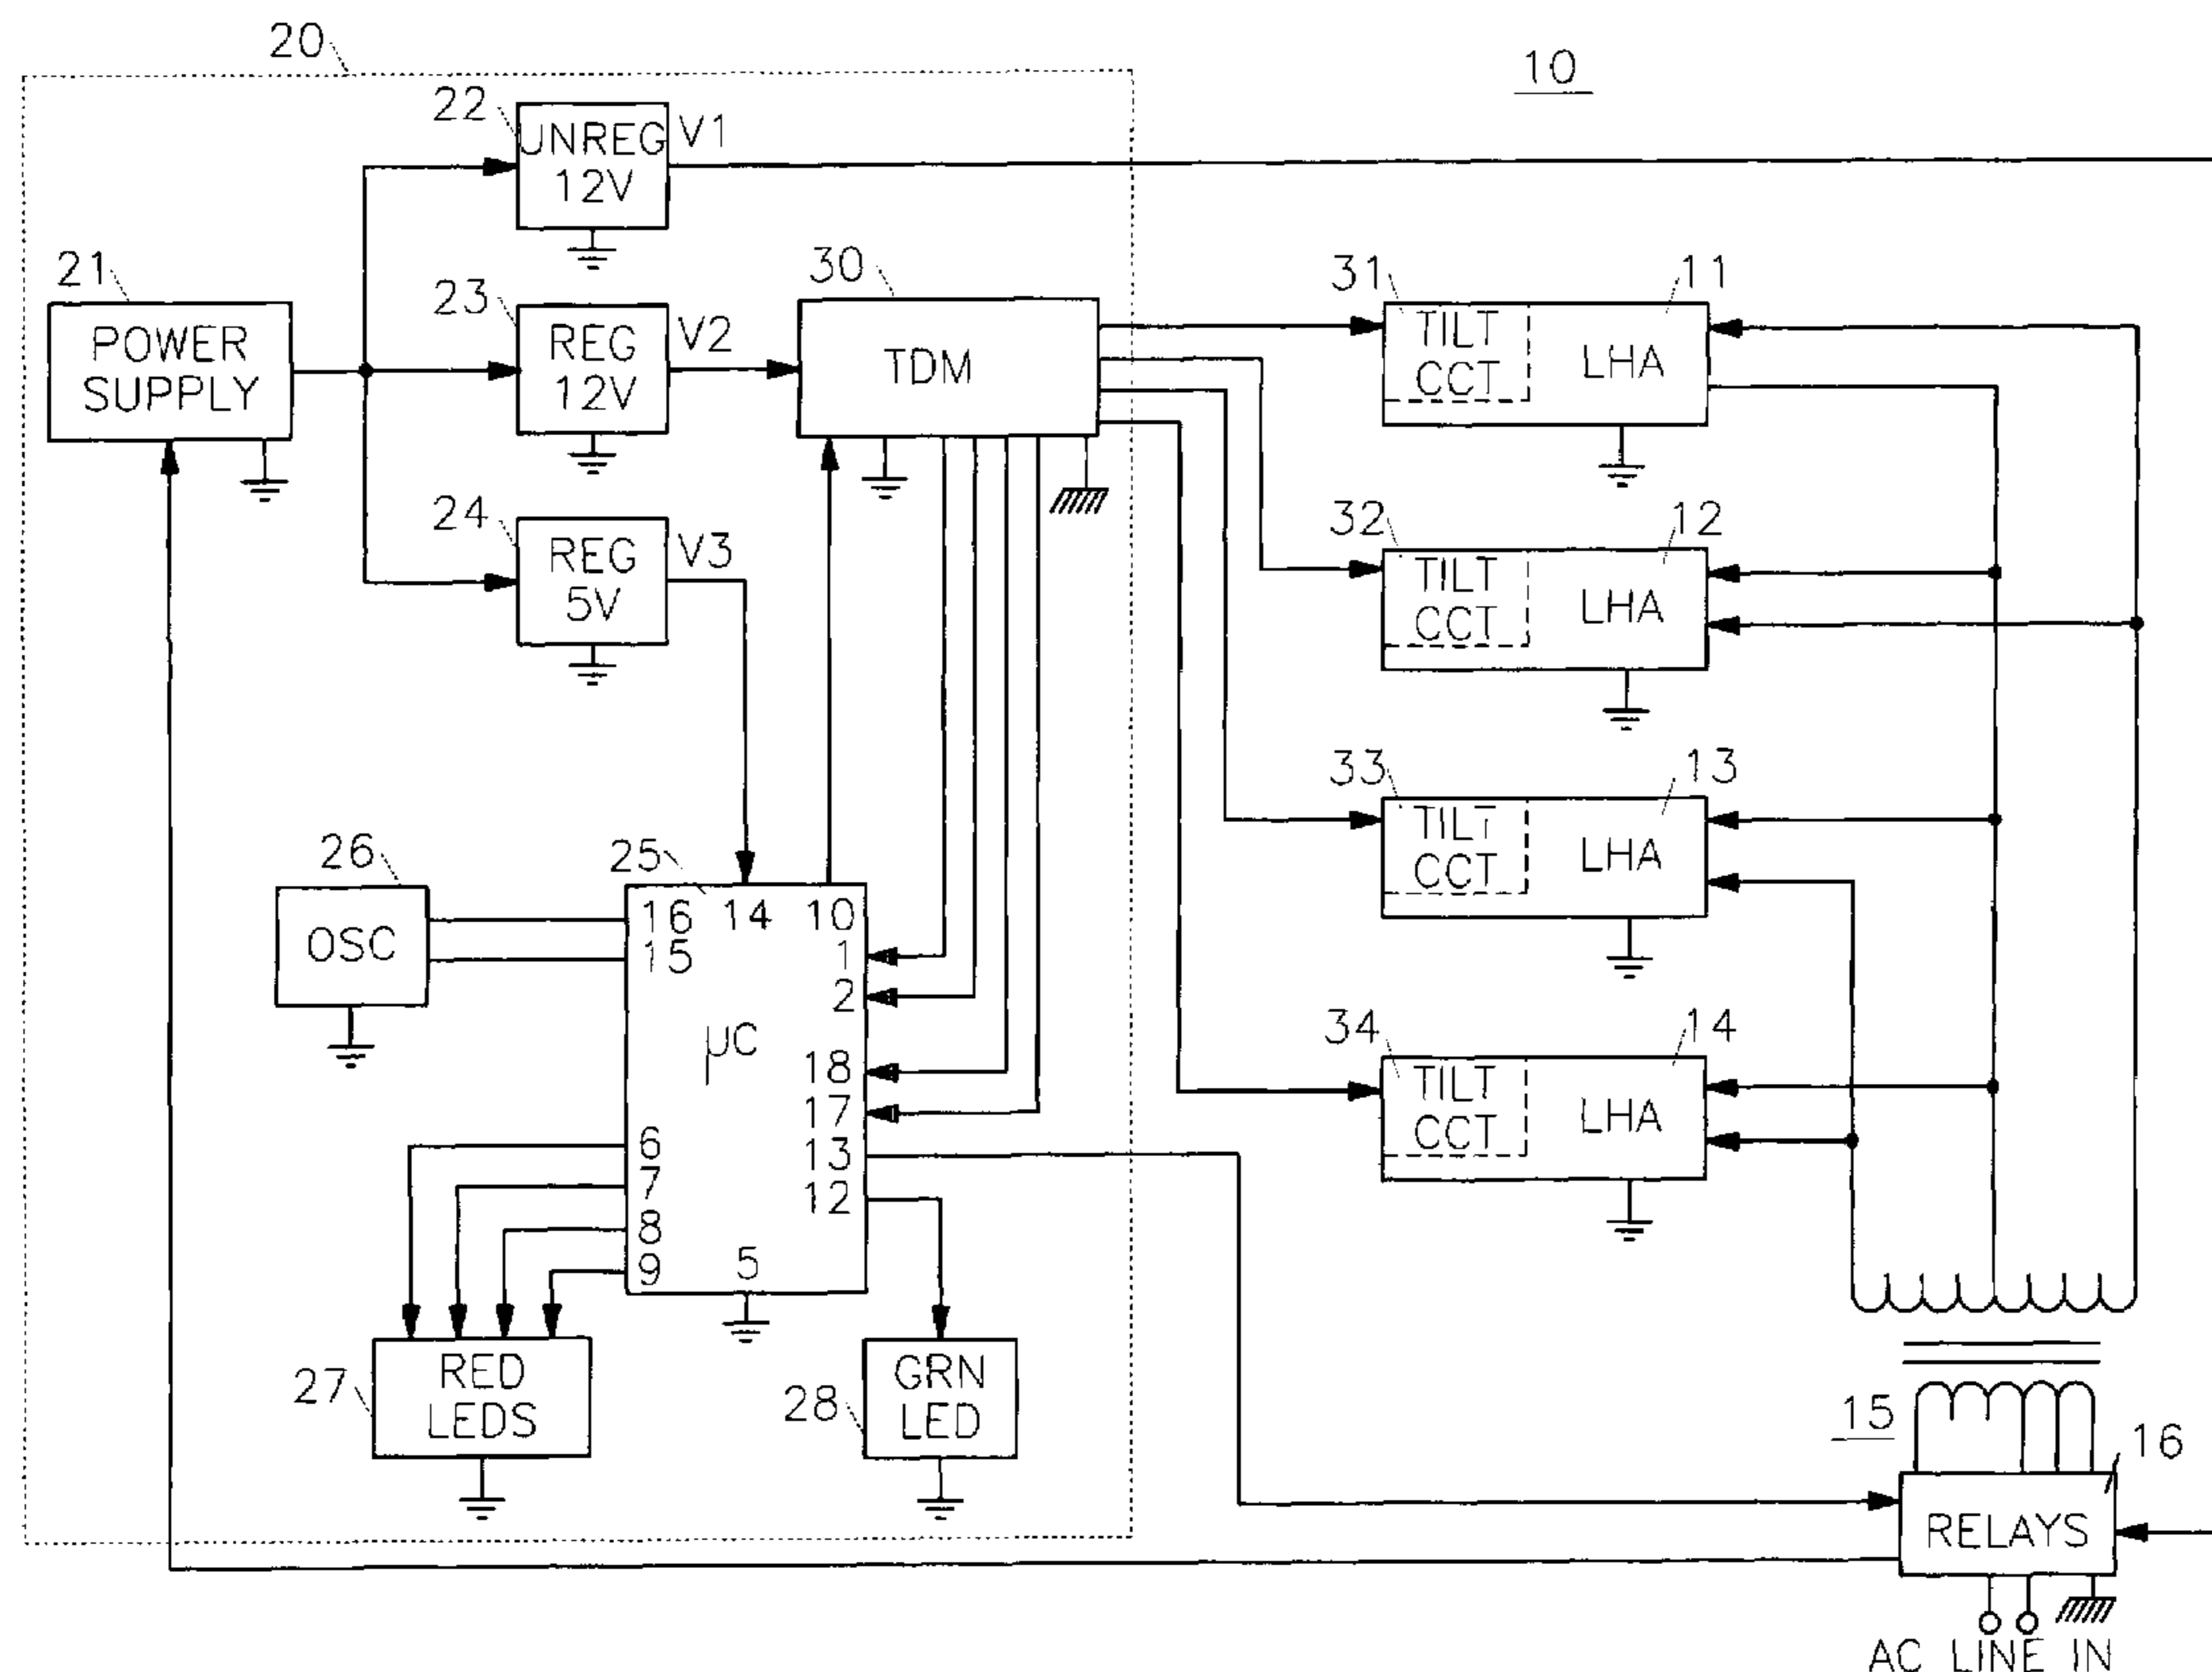 20
10
22
UNREG
12V
V1
21
POWER
SUPPLY
23
REG
12V
V2
30
TDM
31
TILT
CCT
11
LHA
24
REG
5V
V3
32
TILT
CCT
12
LHA
33
TILT
CCT
13
LHA
26
OSC
25
16
14
10
15
1
2
µC
18
17
6
13
7
12
8
9
5
34
TILT
CCT
14
LHA
27
RED
LEDS
28
GRN
LED
15
16
RELAYS
AC LINE IN